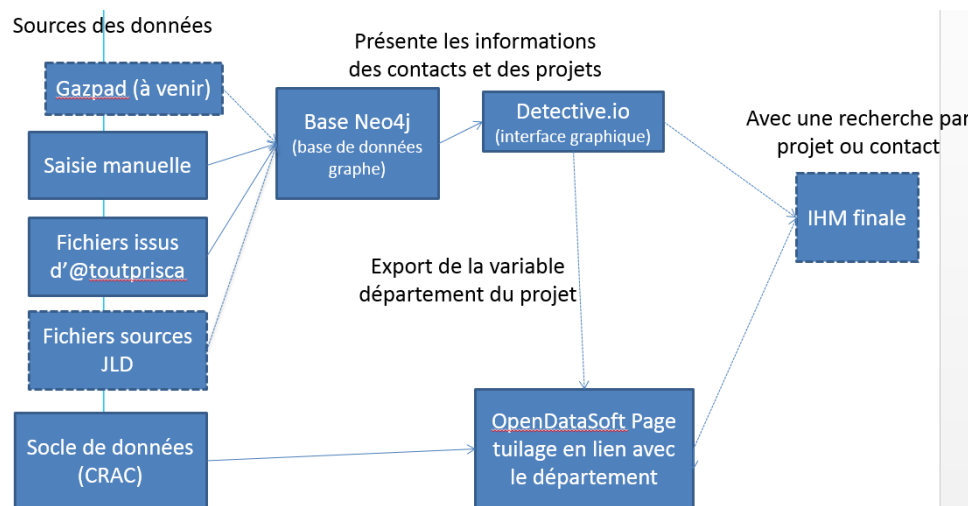 Sources des données
Gazpad (à venir)
Saisie manuelle
Fichiers issus
d'@toutprisca
Fichiers sources
JLD
Socle de données
(CRAC)
Présente les informations
des contacts et des projets
Base Neo4j
(base de données
graphe)
Detective.io
(interface graphique)
Export de la variable
département du projet
OpenDataSoft Page
tuilage en lien avec
le département
Avec une recherche par
projet ou contact
IHM finale